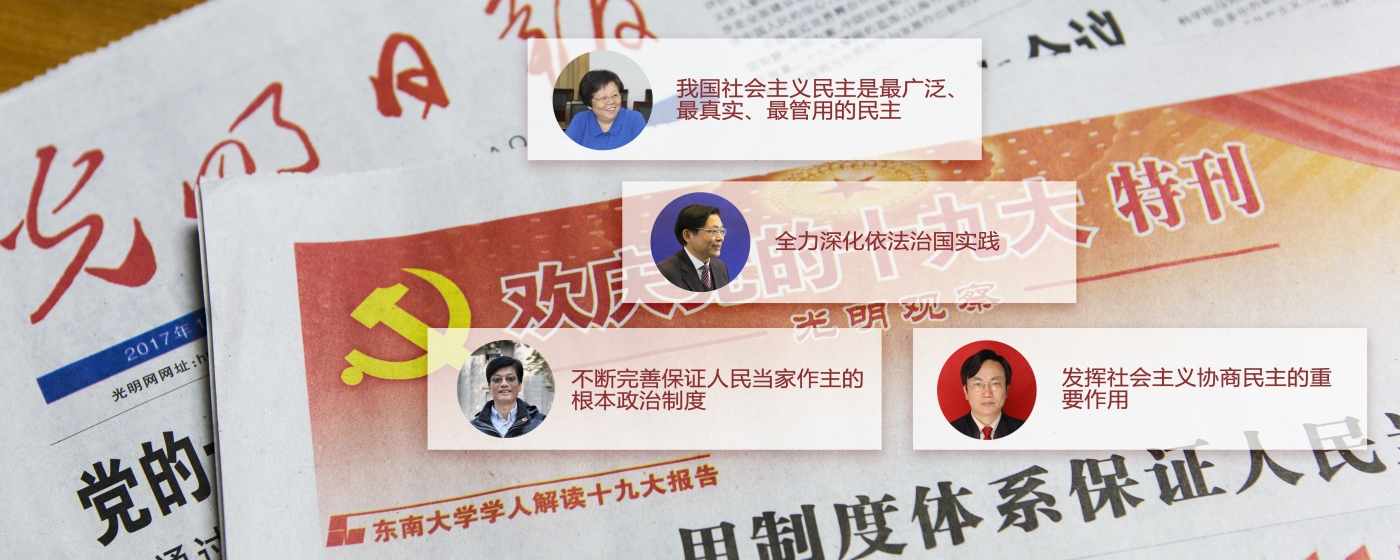 光明日报
会议
我国社会主义民主是最广泛、
最真实、最管用的民主
欢庆党的十九大 特刊
全力深化依法治国实践
光明观察
2017年
光明网网址:h
不断完善保证人民当家作主的
根本政治制度
发挥社会主义协商民主的重
要作用
党的
东南大学学人解读十九大报告
用制度体系保证人民
通过